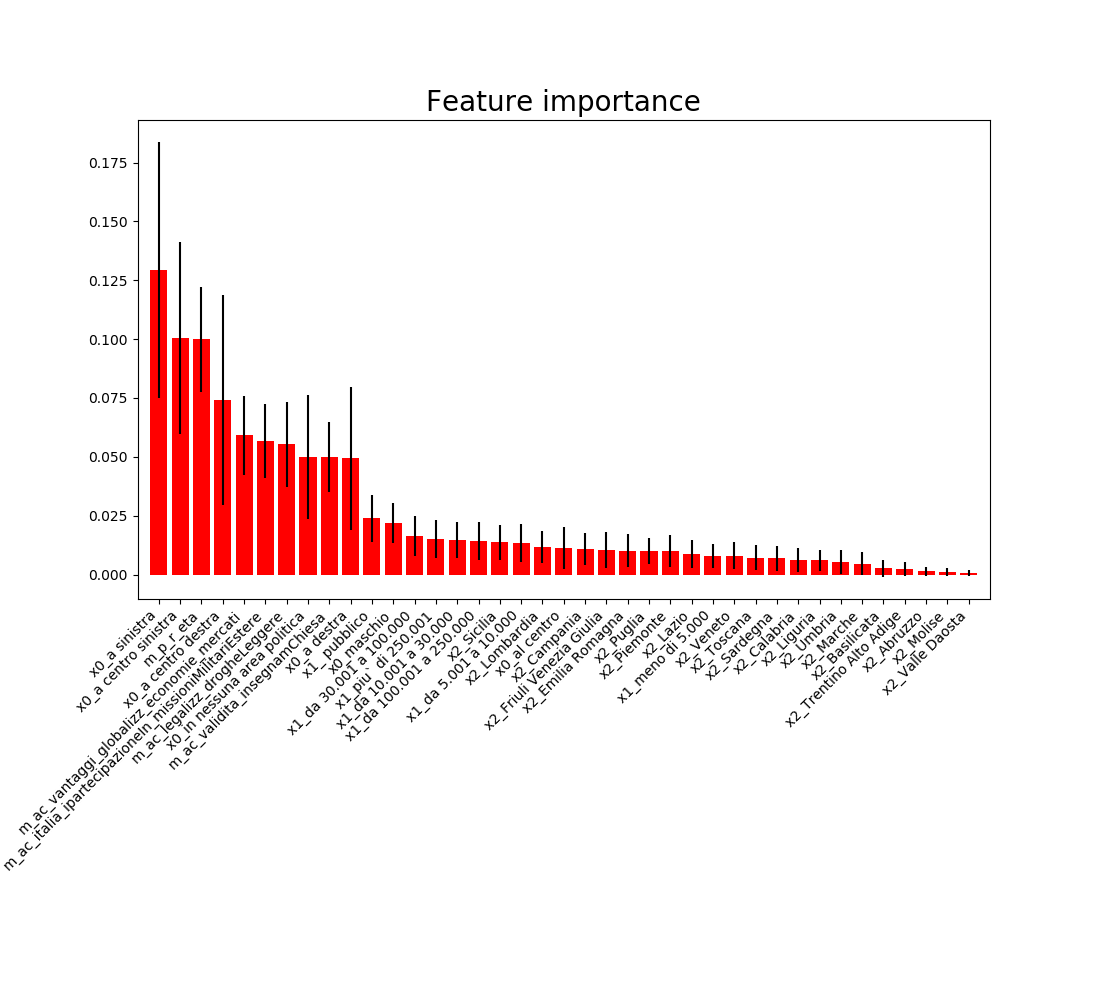 Feature importance
0.175
0.150
0.125
0.100
0.075
0.050
0.025
0.000
x0_a sinistra
x0_a centro sinistra
m_p_r_eta
x0_a centro destra
m_ac_vantaggi_globalizz_economie_mercati
m_ac_italia_ipartecipazioneIn_missioniMilitariEstere
m_ac_legalizz_drogheLeggere
x0_in nessuna area politica
m_ac_validita_insegnamChiesa
x0_a destra
x1_pubblico
x0_maschio
x1_da 30.001 a 100.000
x1_piu` di 250.001
x1_da 10.001 a 30.000
x1_da 100.001 a 250.000
x2_Sicilia
x1_da 5.001 a 10.000
x2_Lombardia
x0_al centro
x2_Campania
x2_Friuli Venezia Giulia
x2_Emilia Romagna
x2_Puglia
x2_Piemonte
x2_Lazio
x1_meno di 5.000
x2_Veneto
x2_Toscana
x2_Sardegna
x2_Calabria
x2_Liguria
x2_Umbria
x2_Marche
x2_Basilicata
x2_Trentino Alto Adige
x2_Abruzzo
x2_Molise
x2_Valle Daosta